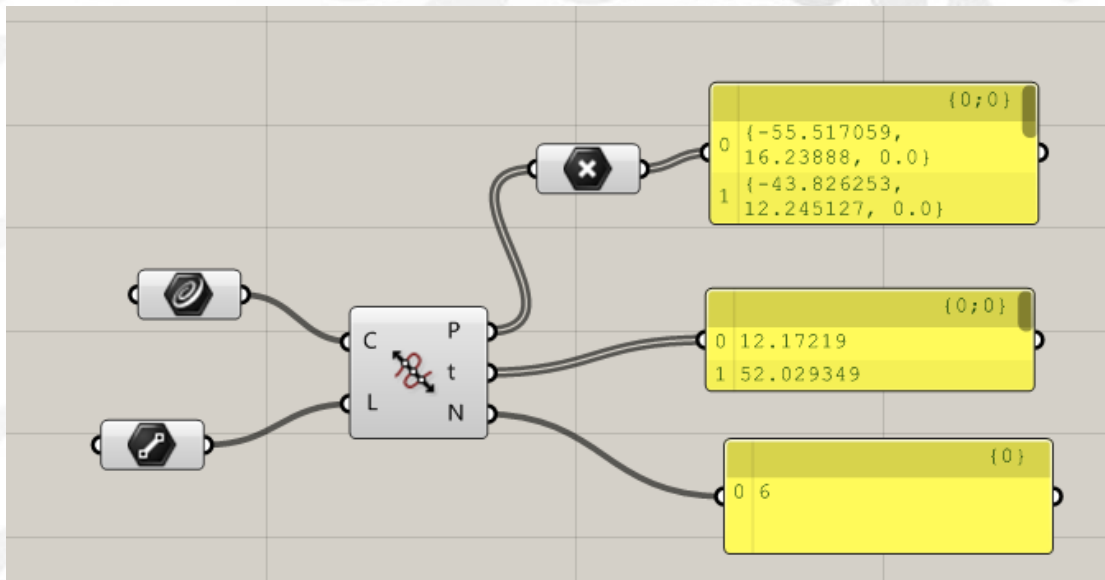 {0;0}
0 {-55.517059,
16.23888, 0.0}
1 {-43.826253,
12.245127, 0.0}
C
L
P
t
N
{0;0}
0 12.17219
1 52.029349
{0}
0 6